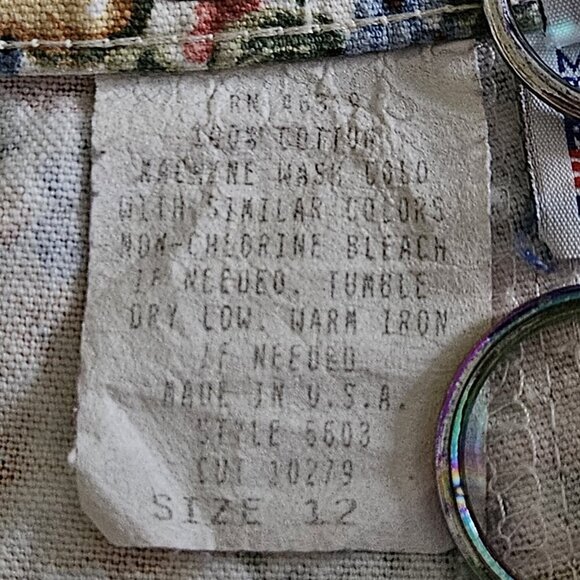 RN
100% COTTON
MACHINE WASH COLD
WITH SIMILAR COLORS
NON-CHLORINE BLEACH
IF NEEDED. TUMBLE
DRY LOW. WARM IRON
IF NEEDED
MADE IN U.S.A.
STYLE 6603
CUT 10279
SIZE 12